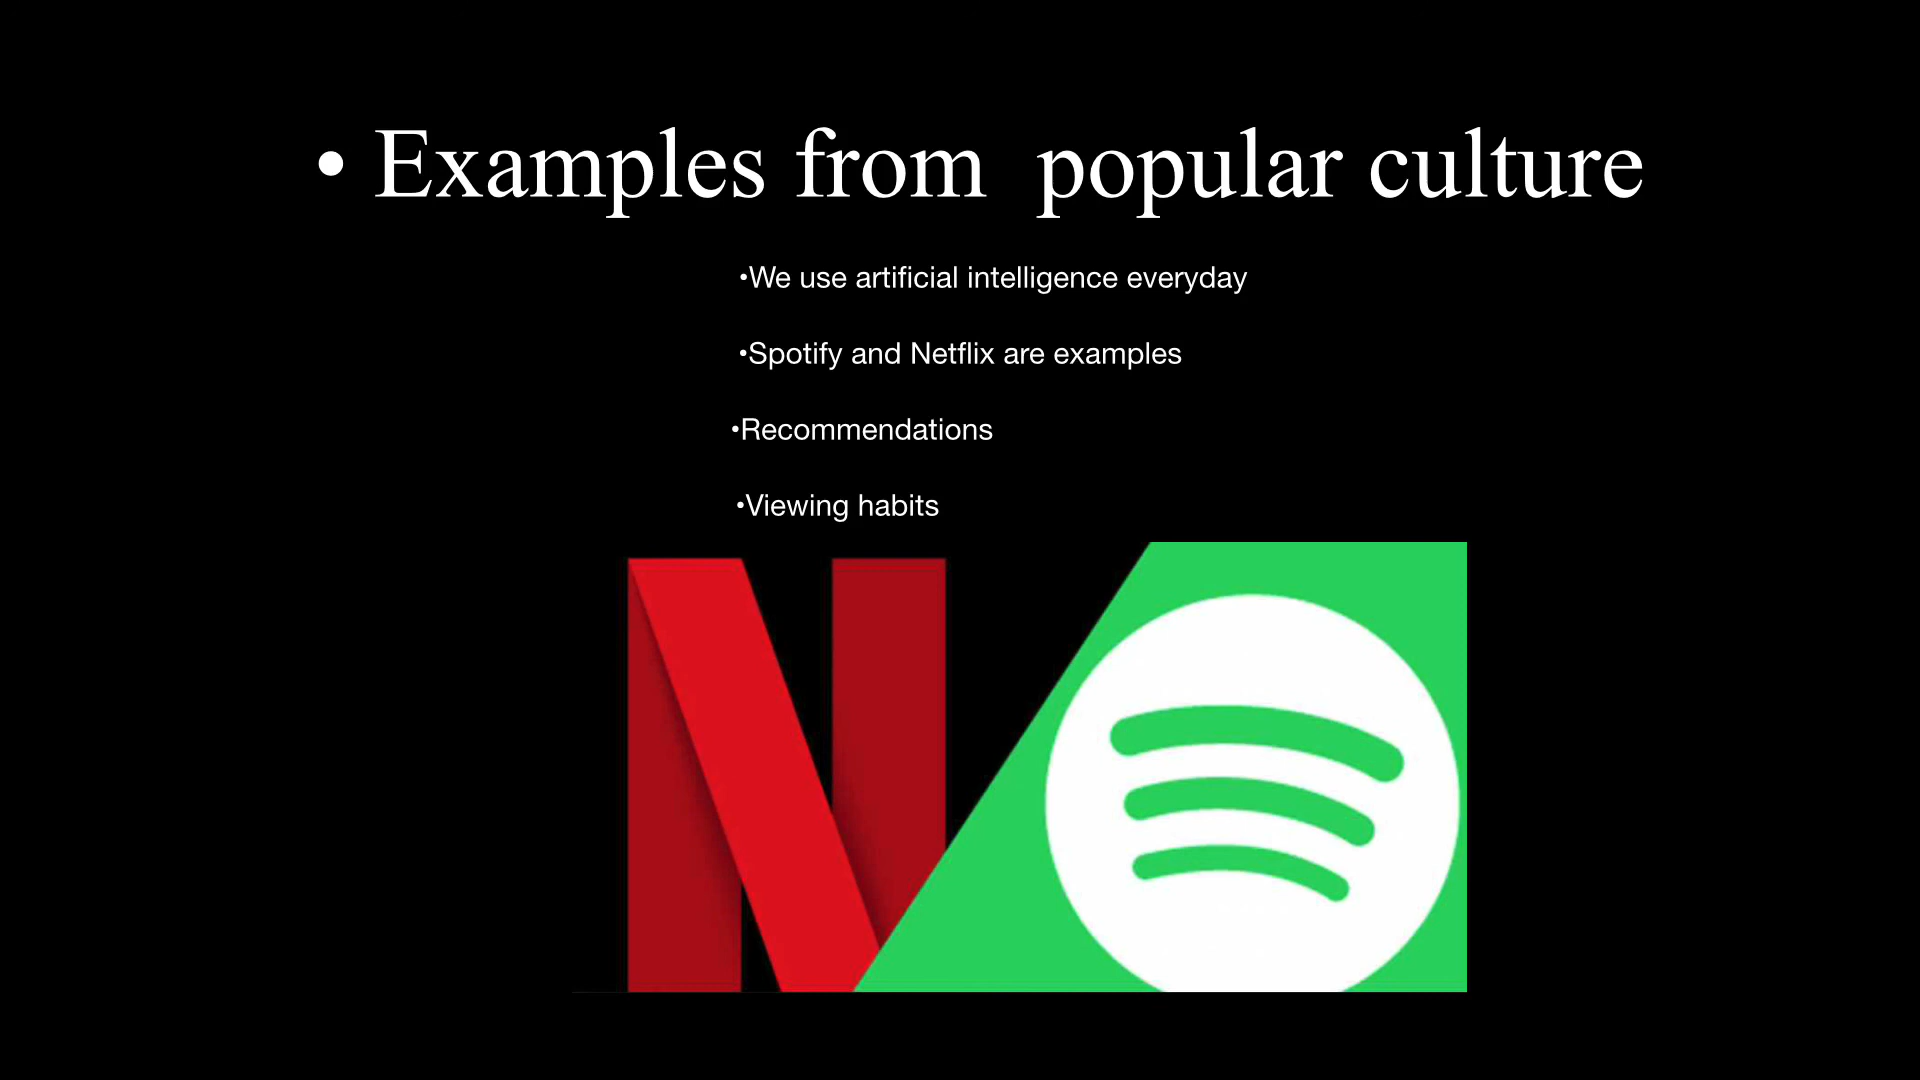 • Examples from  popular culture
•We use artificial intelligence everyday
•Spotify and Netflix are examples
•Recommendations
•Viewing habits